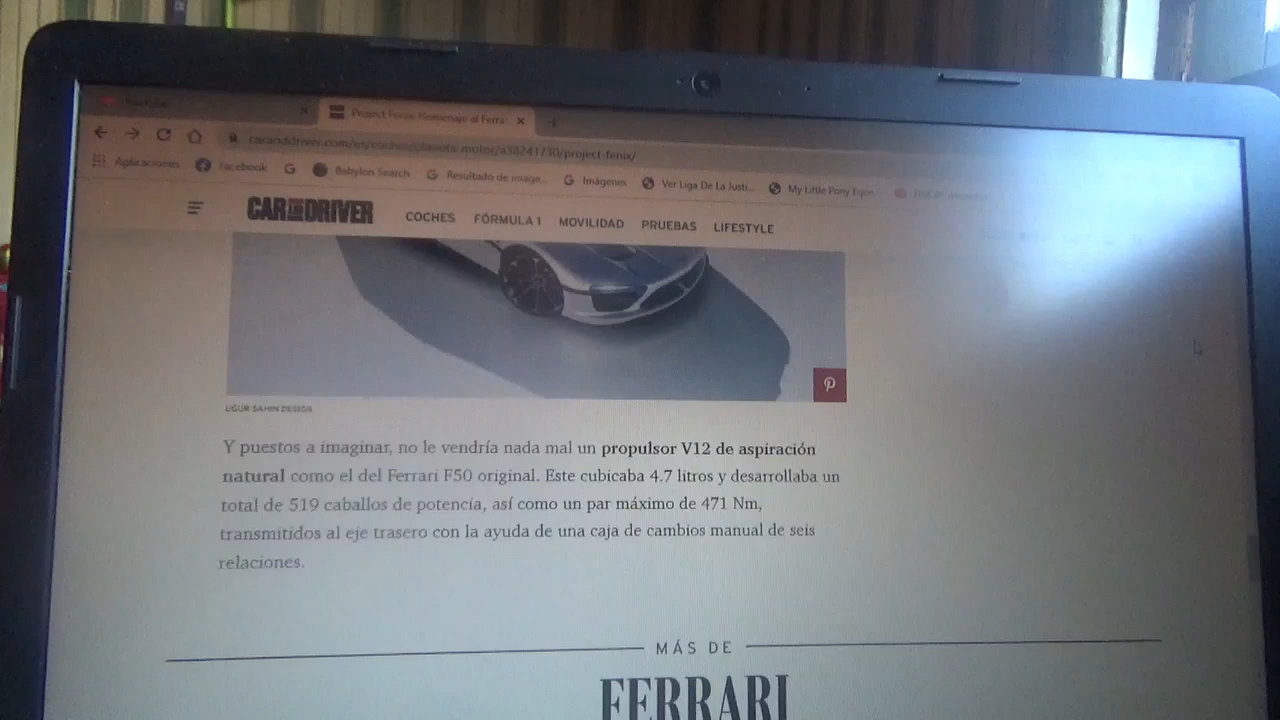 YouTube
Project Fenix: Homenaje al Ferra
caranddriver.com/es/coches/planeta-motor/a38241730/project-fenix/
Aplicaciones Facebook Babylon Search Resultado de image... Imágenes Ver Liga De La Justi... My Little Pony Eque...
CAR AND DRIVER COCHES FÓRMULA 1 MOVILIDAD PRUEBAS LIFESTYLE
UGUR SAHIN DESIGN
Y puestos a imaginar, no le vendría nada mal un propulsor V12 de aspiración
natural como el del Ferrari F50 original. Este cubicaba 4.7 litros y desarrollaba un
total de 519 caballos de potencia, así como un par máximo de 471 Nm,
transmitidos al eje trasero con la ayuda de una caja de cambios manual de seis
relaciones.
MÁS DE
FERRARI